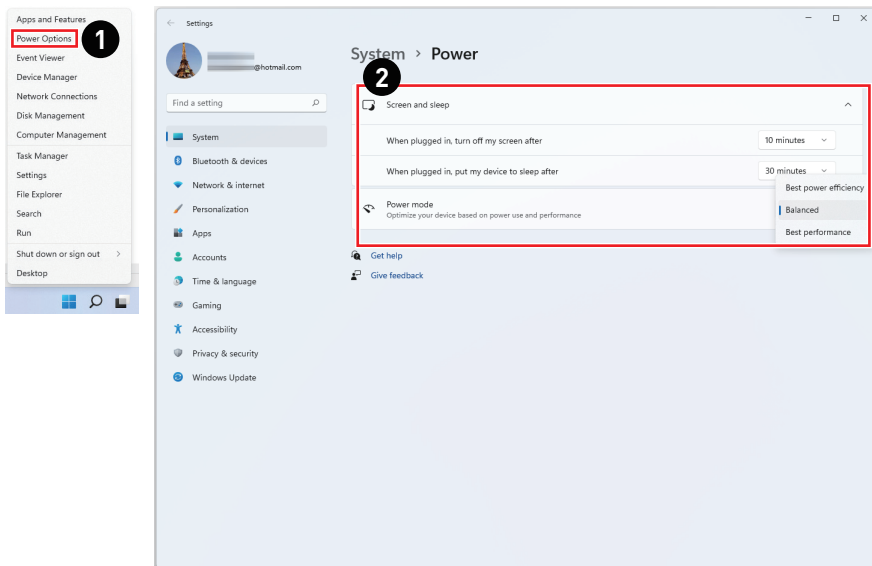 Apps and Features
Power Options
1
Event Viewer
Device Manager
Network Connections
Disk Management
Computer Management
Task Manager
Settings
File Explorer
Search
Run
Shut down or sign out
Desktop
Settings
@hotmail.com
Find a setting
System
Bluetooth & devices
Network & internet
Personalization
Apps
Accounts
Time & language
Gaming
Accessibility
Privacy & security
Windows Update
System > Power
2
Screen and sleep
When plugged in, turn off my screen after
10 minutes
When plugged in, put my device to sleep after
30 minutes
Power mode
Optimize your device based on power use and performance
Best power efficiency
Balanced
Best performance
Get help
Give feedback